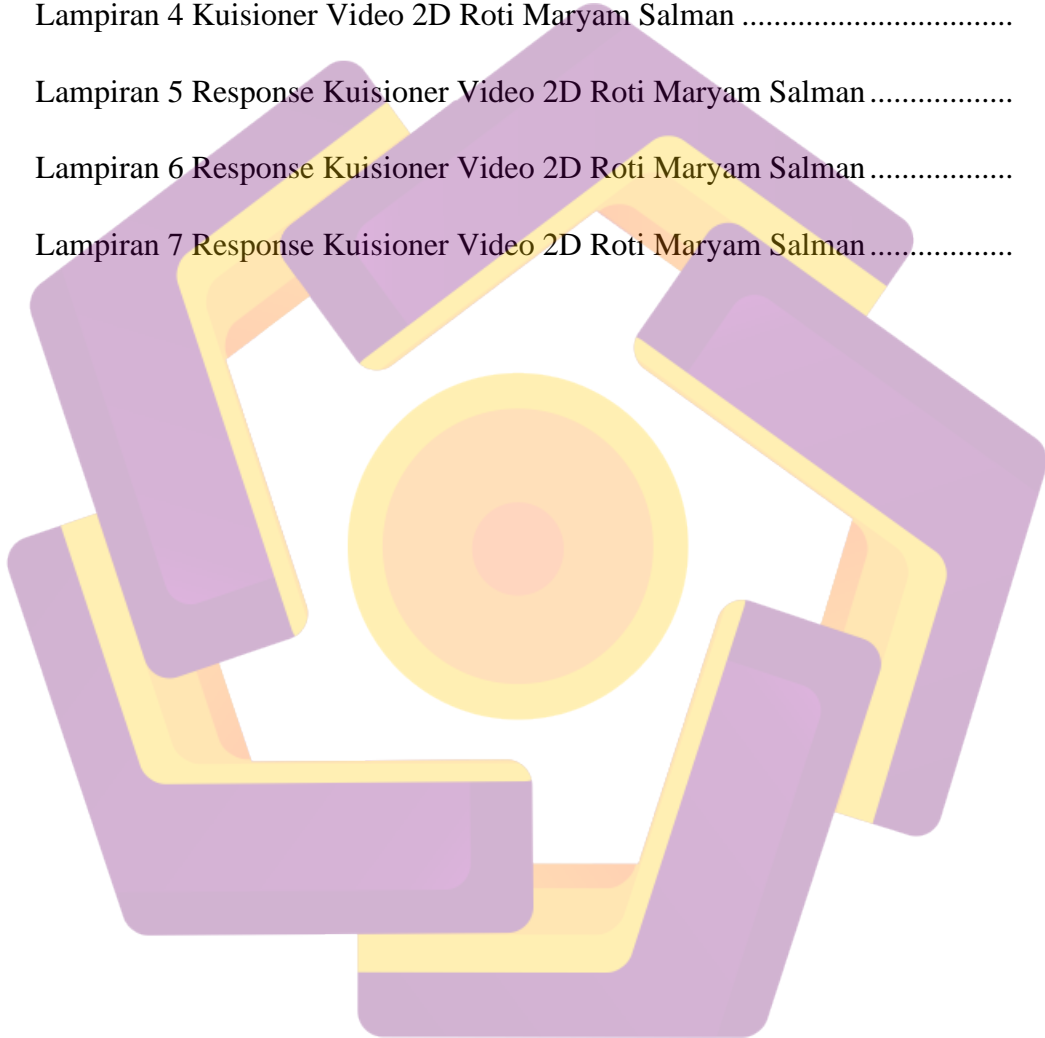 Lampiran 4 Kuisioner Video 2D Roti Maryam Salman ..................................
Lampiran 5 Response Kuisioner Video 2D Roti Maryam Salman ..................
Lampiran 6 Response Kuisioner Video 2D Roti Maryam Salman ..................
Lampiran 7 Response Kuisioner Video 2D Roti Maryam Salman ..................